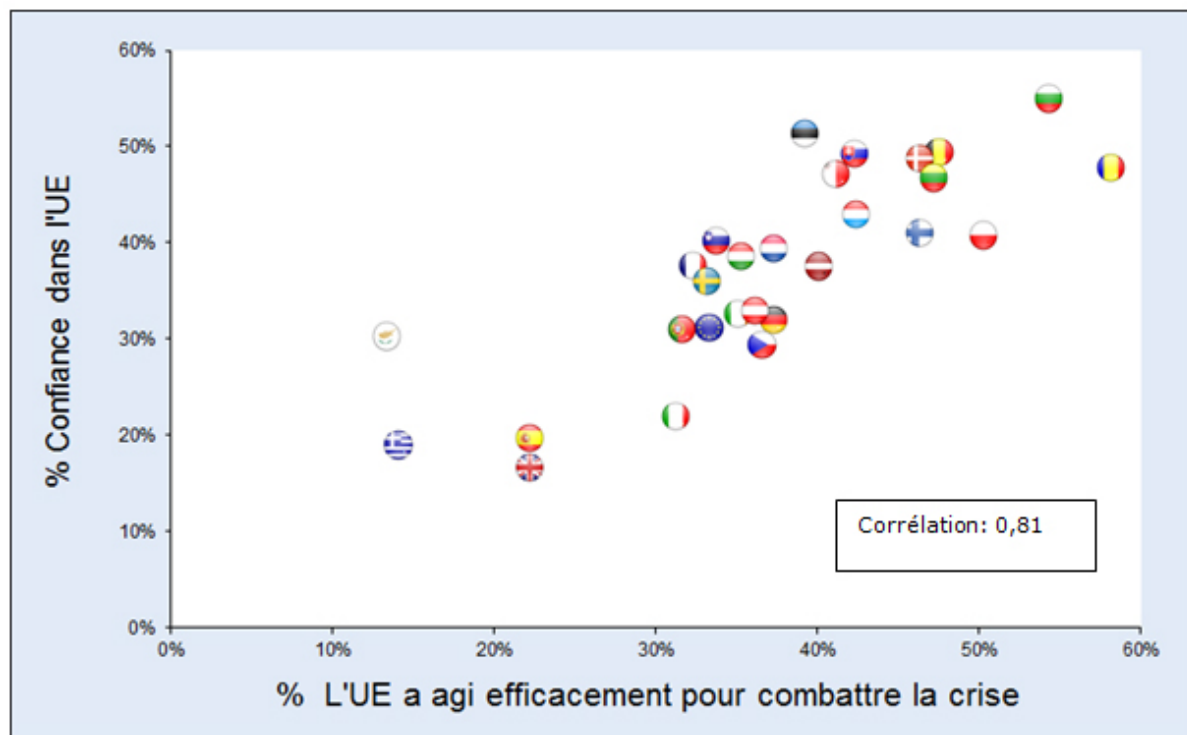 % Confiance dans l'UE
60%
50%
40%
30%
20%
10%
0%
0% 10% 20% 30% 40% 50% 60%
Corrélation: 0,81
% L'UE a agi efficacement pour combattre la crise